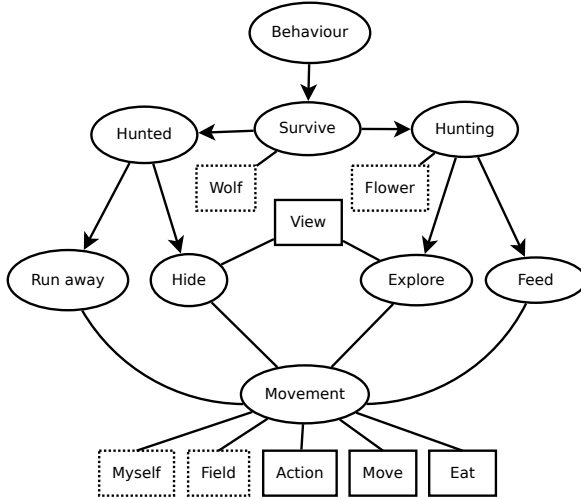 Behaviour
Hunted
Survive
Hunting
Wolf
Flower
View
Run away
Hide
Explore
Feed
Movement
Myself
Field
Action
Move
Eat